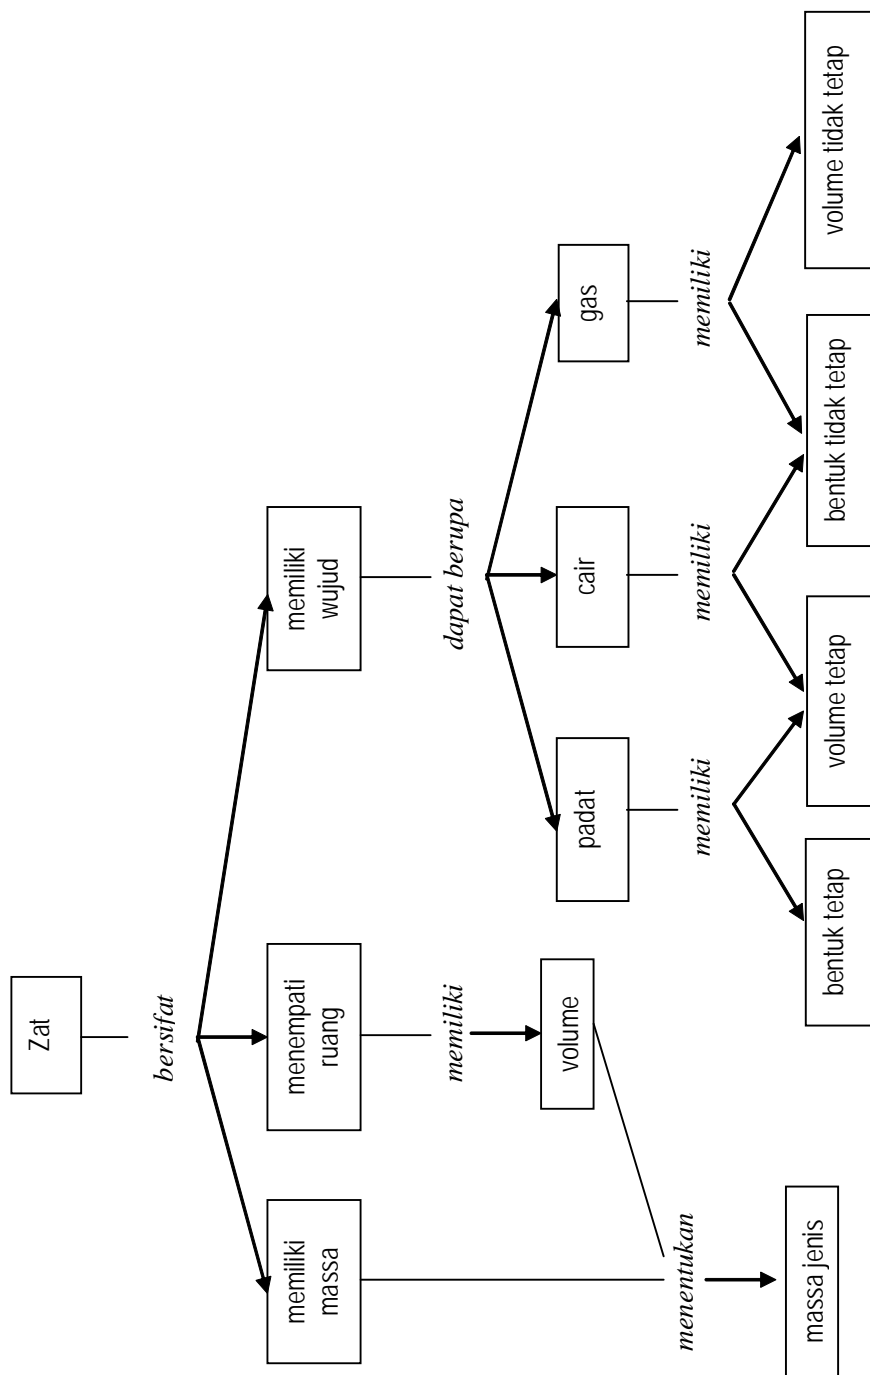 Zat
bersifat
memiliki
massa
menempati
ruang
memiliki
wujud
memiliki
dapat berupa
volume
padat
cair
gas
menentukan
memiliki
memiliki
memiliki
massa jenis
bentuk tetap
volume tetap
bentuk tidak tetap
volume tidak tetap